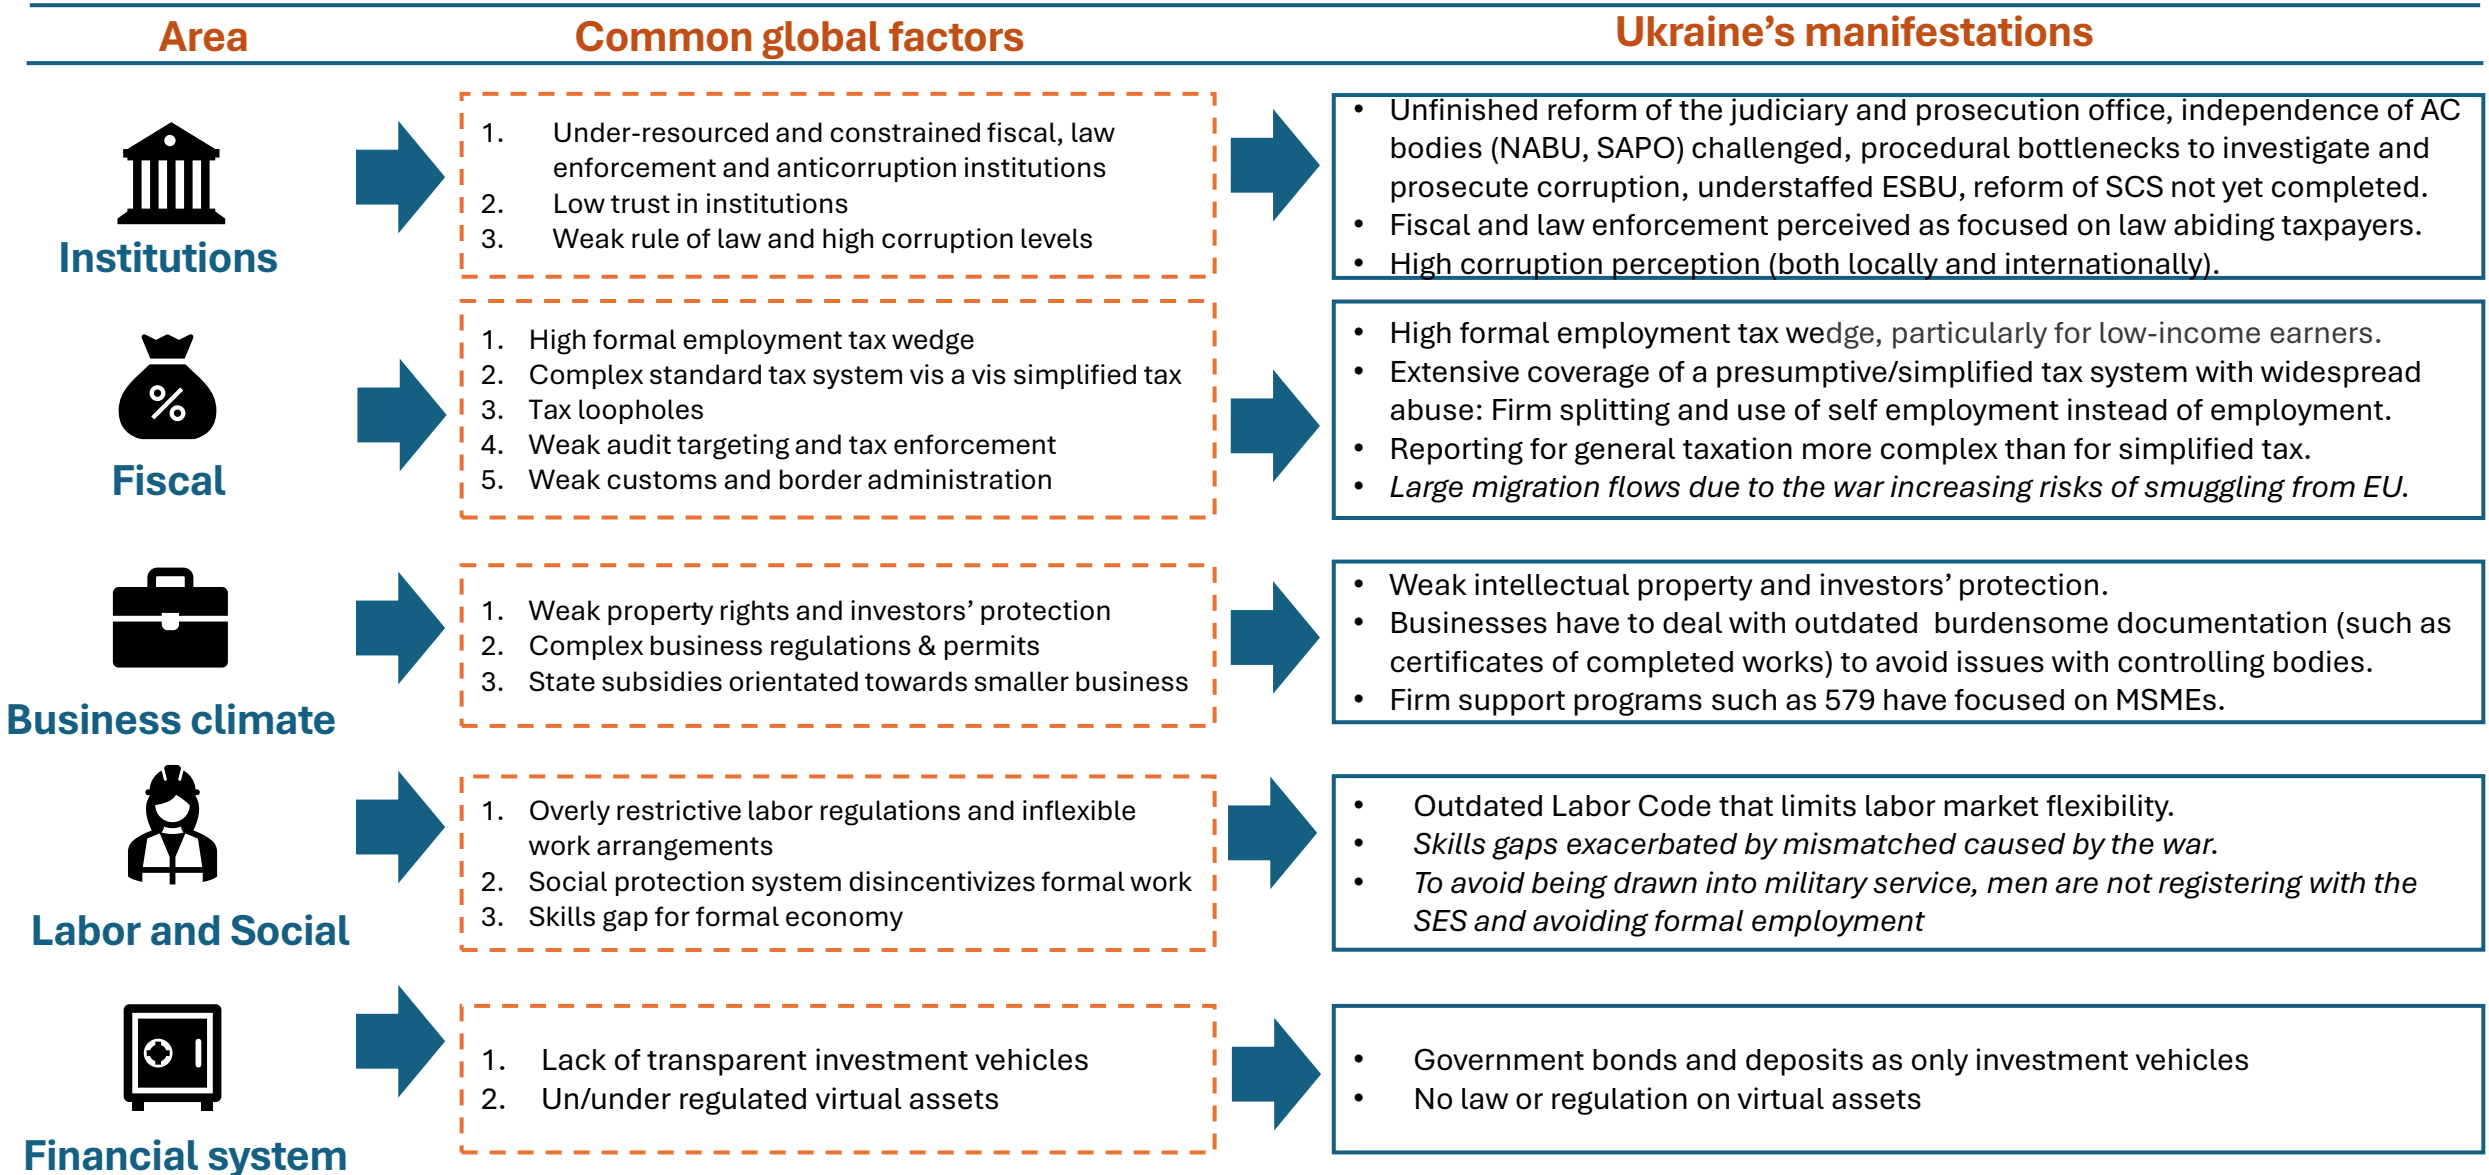 Area
Common global factors
Ukraine's manifestations
Institutions
1. Under-resourced and constrained fiscal, law
enforcement and anticorruption institutions
2. Low trust in institutions
3. Weak rule of law and high corruption levels
• Unfinished reform of the judiciary and prosecution office, independence of AC
bodies (NABU, SAPO) challenged, procedural bottlenecks to investigate and
prosecute corruption, understaffed ESBU, reform of SCS not yet completed.
• Fiscal and law enforcement perceived as focused on law abiding taxpayers.
• High corruption perception (both locally and internationally).
%
Fiscal
1. High formal employment tax wedge
2. Complex standard tax system vis a vis simplified tax
3. Tax loopholes
4. Weak audit targeting and tax enforcement
5. Weak customs and border administration
• High formal employment tax wedge, particularly for low-income earners.
• Extensive coverage of a presumptive/simplified tax system with widespread
abuse: Firm splitting and use of self employment instead of employment.
• Reporting for general taxation more complex than for simplified tax.
• Large migration flows due to the war increasing risks of smuggling from EU.
Business climate
1. Weak property rights and investors' protection
2. Complex business regulations & permits
3. State subsidies orientated towards smaller business
• Weak intellectual property and investors' protection.
• Businesses have to deal with outdated burdensome documentation (such as
certificates of completed works) to avoid issues with controlling bodies.
• Firm support programs such as 579 have focused on MSMEs.
Labor and Social
1. Overly restrictive labor regulations and inflexible
work arrangements
2. Social protection system disincentivizes formal work
3. Skills gap for formal economy
• Outdated Labor Code that limits labor market flexibility.
• Skills gaps exacerbated by mismatched caused by the war.
• To avoid being drawn into military service, men are not registering with the
SES and avoiding formal employment
Financial system
1. Lack of transparent investment vehicles
2. Un/under regulated virtual assets
• Government bonds and deposits as only investment vehicles
• No law or regulation on virtual assets